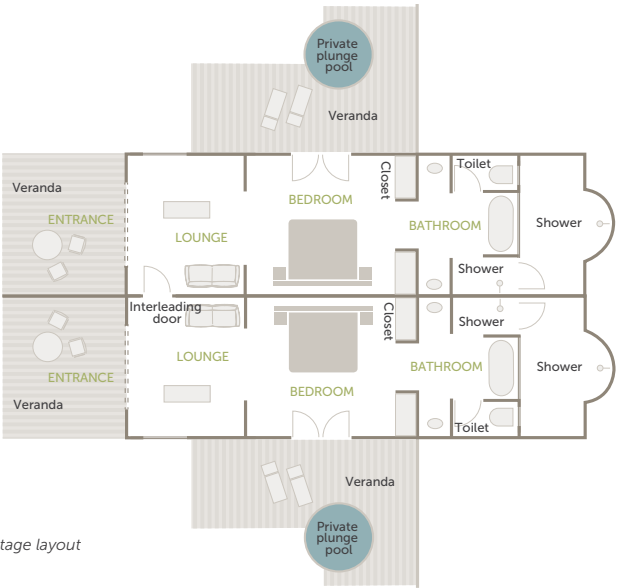 Private
plunge
pool
Veranda
Closet
Toilet
Veranda
BEDROOM
ENTRANCE
BATHROOM
Shower
LOUNGE
Shower
Interleading
door
Closet
Shower
LOUNGE
BATHROOM
Shower
ENTRANCE
BEDROOM
Veranda
Toilet
Veranda
Private
plunge
pool
tage layout